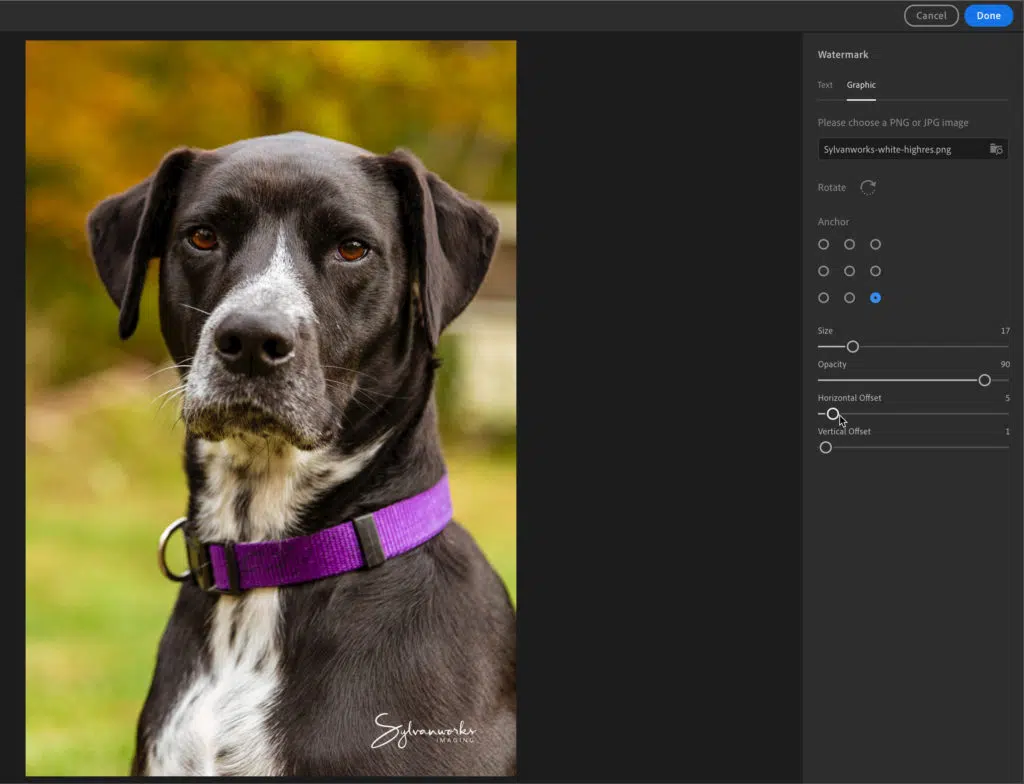 Cancel Done
Watermark
Text Graphic
Please choose a PNG or JPG image
Sylvanworks-white-highres.png
Rotate
Anchor
Size 17
Opacity 90
Horizontal Offset 5
Vertical Offset 1
Sylvanworks
IMAGING